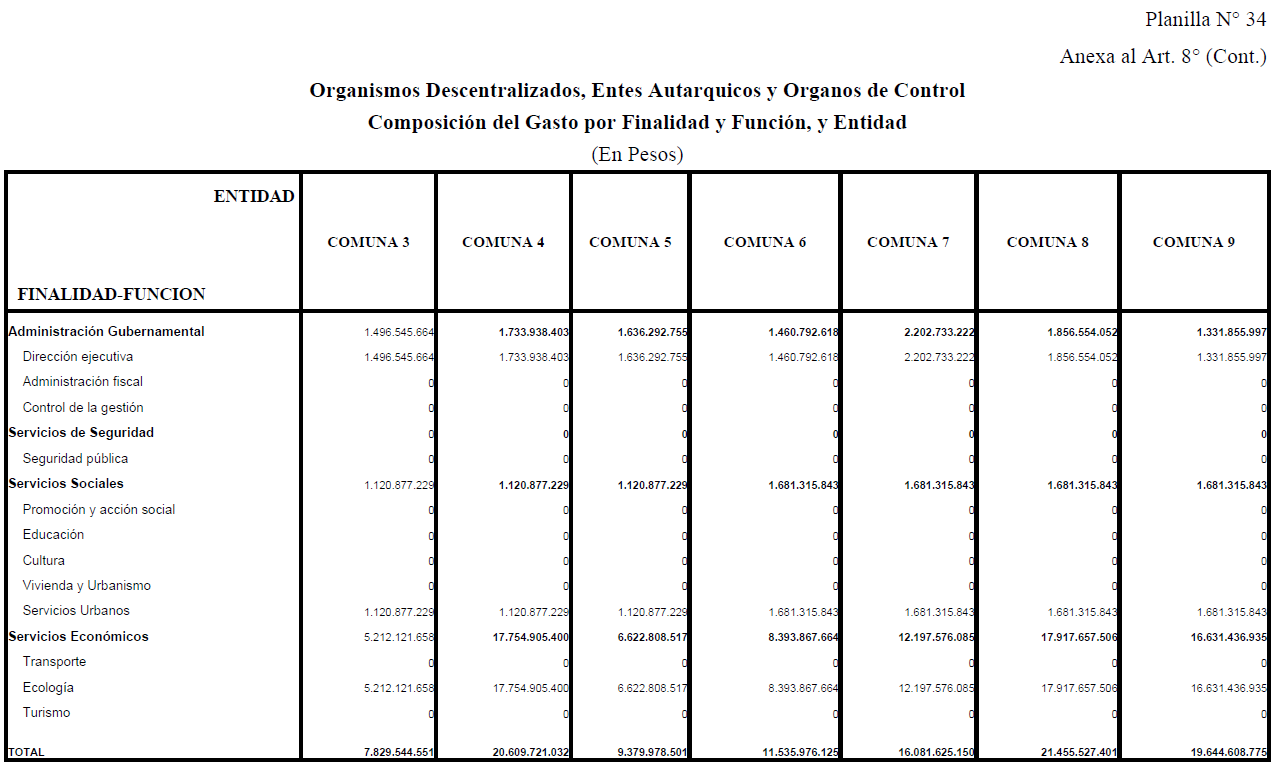 Planilla N° 34
Anexa al Art. 8° (Cont.)
Organismos Descentralizados, Entes Autarquicos y Organos de Control
Composición del Gasto por Finalidad y Función, y Entidad
(En Pesos)
ENTIDAD
COMUNA 3 COMUNA 4 COMUNA 5 COMUNA 6 COMUNA 7 COMUNA 8 COMUNA 9
FINALIDAD-FUNCION
Administración Gubernamental 1.496.545.664 1.733.938.403 1.636.292.755 1.460.792.618 2.202.733.222 1.856.554.052 1.331.855.997
Dirección ejecutiva 1.496.545.664 1.733.938.403 1.636.292.755 1.460.792.618 2.202.733.222 1.856.554.052 1.331.855.997
Administración fiscal 0 0 0 0 0 0 0
Control de la gestión 0 0 0 0 0 0 0
Servicios de Seguridad 0 0 0 0 0 0 0
Seguridad pública 0 0 0 0 0 0 0
Servicios Sociales 1.120.877.229 1.120.877.229 1.120.877.229 1.681.315.843 1.681.315.843 1.681.315.843 1.681.315.843
Promoción y acción social 0 0 0 0 0 0 0
Educación 0 0 0 0 0 0 0
Cultura 0 0 0 0 0 0 0
Vivienda y Urbanismo 0 0 0 0 0 0 0
Servicios Urbanos 1.120.877.229 1.120.877.229 1.120.877.229 1.681.315.843 1.681.315.843 1.681.315.843 1.681.315.843
Servicios Económicos 5.212.121.658 17.754.905.400 6.622.808.517 8.393.867.664 12.197.576.085 17.917.657.506 16.631.436.935
Transporte 0 0 0 0 0 0 0
Ecología 5.212.121.658 17.754.905.400 6.622.808.517 8.393.867.664 12.197.576.085 17.917.657.506 16.631.436.935
Turismo 0 0 0 0 0 0 0
TOTAL 7.829.544.551 20.609.721.032 9.379.978.501 11.535.976.125 16.081.625.150 21.455.527.401 19.644.608.775